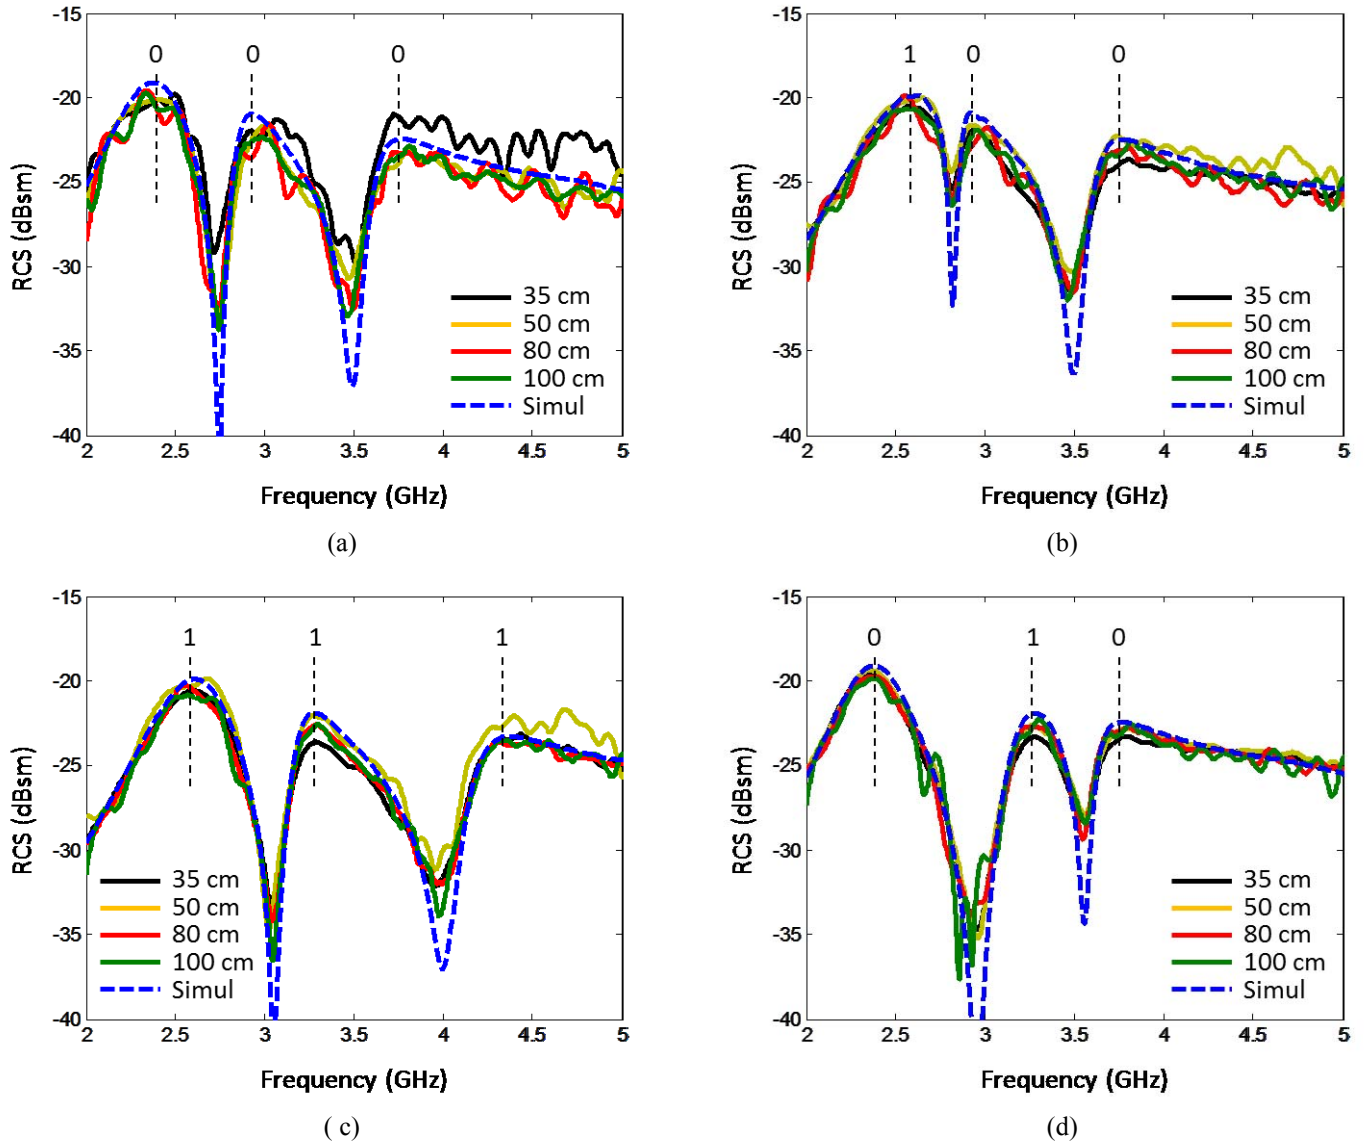 0 0 0
-15
-20
-25
-30
-35
-40
RCS (dBsm)
35 cm
50 cm
80 cm
100 cm
Simul
2 2.5 3 3.5 4 4.5 5
Frequency (GHz)
(a)
1 0 0
-15
-20
-25
-30
-35
-40
RCS (dBsm)
35 cm
50 cm
80 cm
100 cm
Simul
2 2.5 3 3.5 4 4.5 5
Frequency (GHz)
(b)
1 1 1
-15
-20
-25
-30
-35
-40
RCS (dBsm)
35 cm
50 cm
80 cm
100 cm
Simul
2 2.5 3 3.5 4 4.5 5
Frequency (GHz)
( c)
0 1 0
-15
-20
-25
-30
-35
-40
RCS (dBsm)
35 cm
50 cm
80 cm
100 cm
Simul
2 2.5 3 3.5 4 4.5 5
Frequency (GHz)
(d)